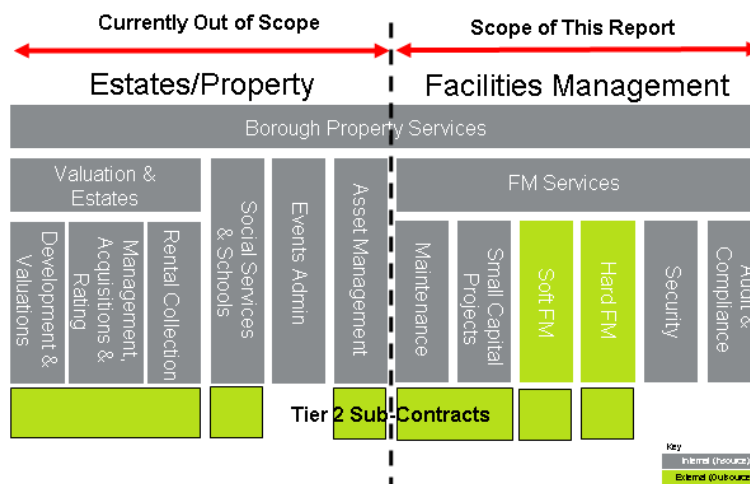 Currently Out of Scope
Scope of This Report
Estates/Property
Facilities Management
Borough Property Services
Valuation &
Estates
FM Services
Development &
Valuations
Management,
Acquisitions &
Rating
Rental Collection
Social Services
& Schools
Events Admin
Asset Management
Maintenance
Small Capital
Projects
Soft FM
Hard FM
Security
Audit &
Compliance
Tier 2 Sub-Contracts
Key
Internal (Insource)
External (Outsource)